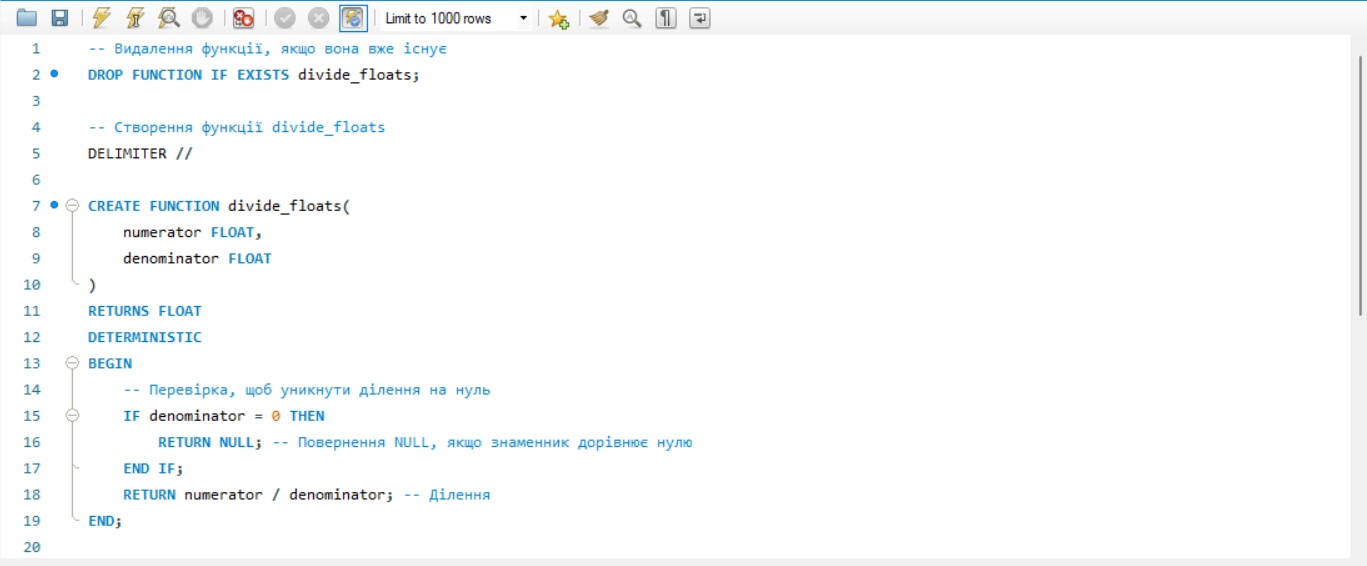 Limit to 1000 rows
1 -- Видалення функції, якщо вона вже існує
2 DROP FUNCTION IF EXISTS divide_floats;
3
4 -- Створення функції divide_floats
5 DELIMITER //
6
7 CREATE FUNCTION divide_floats(
8 numerator FLOAT,
9 denominator FLOAT
10 )
11 RETURNS FLOAT
12 DETERMINISTIC
13 BEGIN
14 -- Перевірка, щоб уникнути ділення на нуль
15 IF denominator = 0 THEN
16 RETURN NULL; -- Повернення NULL, якщо знаменник дорівнює нулю
17 END IF;
18 RETURN numerator / denominator; -- Ділення
19 END;
20